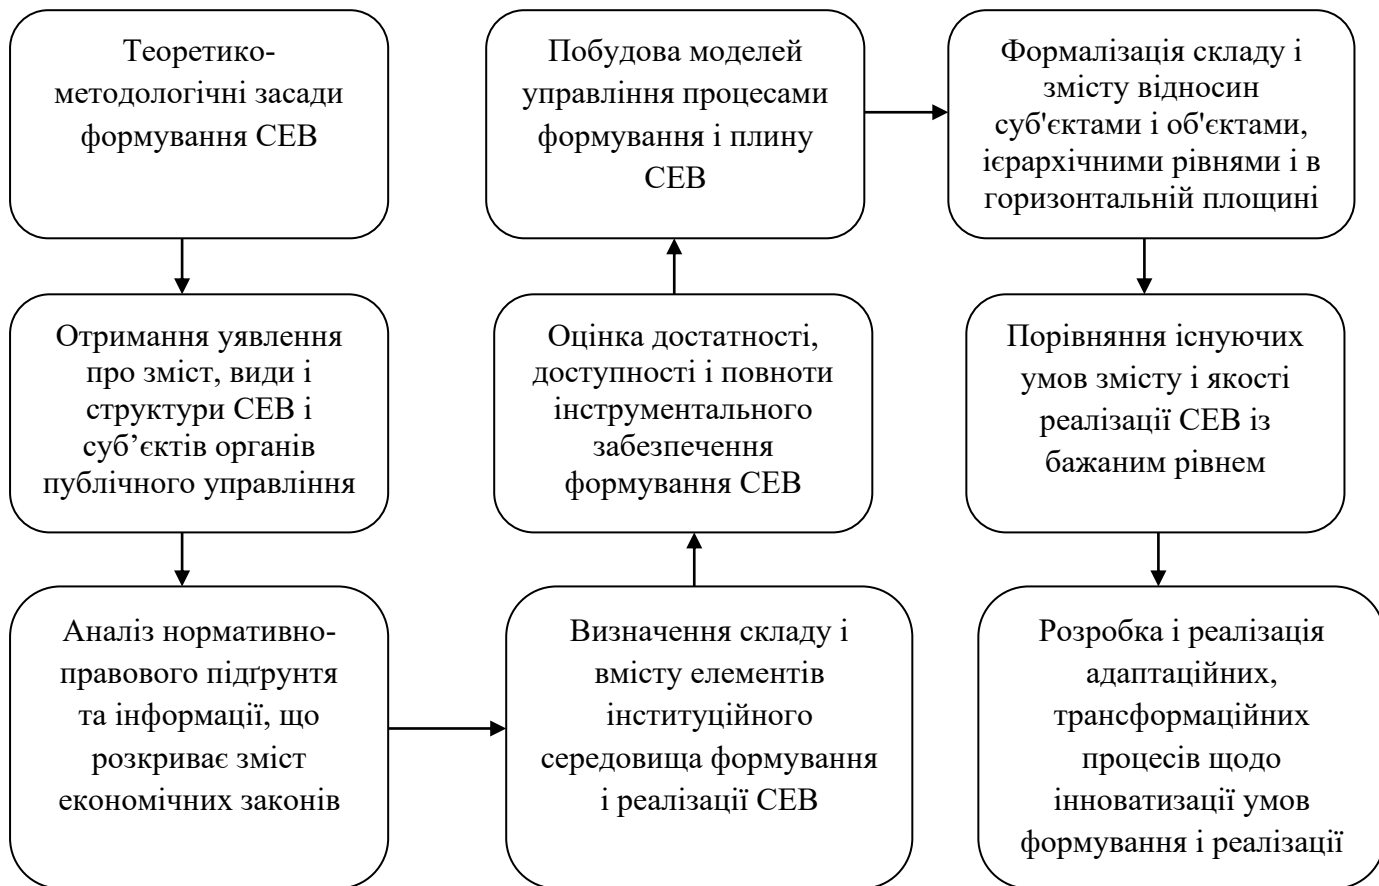 Теоретико-
методологічні засади
формування СЕВ
Отримання уявлення
про зміст, види і
структури СЕВ і
суб’єктів органів
публічного управління
Аналіз нормативно-
правового підґрунтя
та інформації, що
розкриває зміст
економічних законів
Визначення складу і
вмісту елементів
інституційного
середовища формування
і реалізації СЕВ
Оцінка достатності,
доступності і повноти
інструментального
забезпечення
формування СЕВ
Побудова моделей
управління процесами
формування і плину
СЕВ
Формалізація складу і
змісту відносин
суб'єктами і об'єктами,
ієрархічними рівнями і в
горизонтальній площині
Порівняння існуючих
умов змісту і якості
реалізації СЕВ із
бажаним рівнем
Розробка і реалізація
адаптаційних,
трансформаційних
процесів щодо
інноватизації умов
формування і реалізації